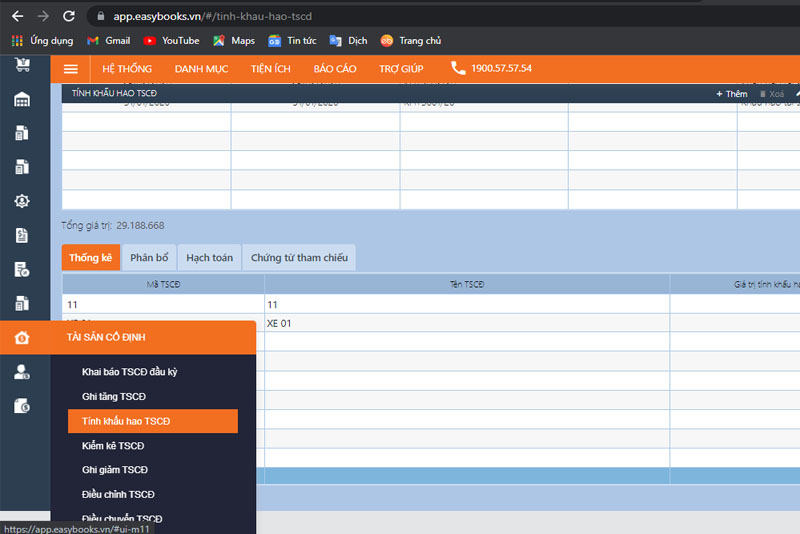 app.easybooks.vn/#/tinh-khau-hao-tscd
Ứng dụng Gmail YouTube Maps Tin tức Dịch Trang chủ
HỆ THỐNG DANH MỤC TIỆN ÍCH BÁO CÁO TRỢ GIÚP 1900.57.57.54
TÍNH KHẤU HAO TSCĐ + Thêm Xoá
Tổng giá trị: 29.188.668
Thống kê Phân bổ Hạch toán Chứng từ tham chiếu
Mã TSCĐ Tên TSCĐ Giá trị tính khấu ha
11 11
XE 01
TÀI SẢN CỐ ĐỊNH
Khai báo TSCĐ đầu kỳ
Ghi tăng TSCĐ
Tính khấu hao TSCĐ
Kiểm kê TSCĐ
Ghi giảm TSCĐ
Điều chỉnh TSCĐ
Điều chuyển TSCĐ
https://app.easybooks.vn/#ui-m11